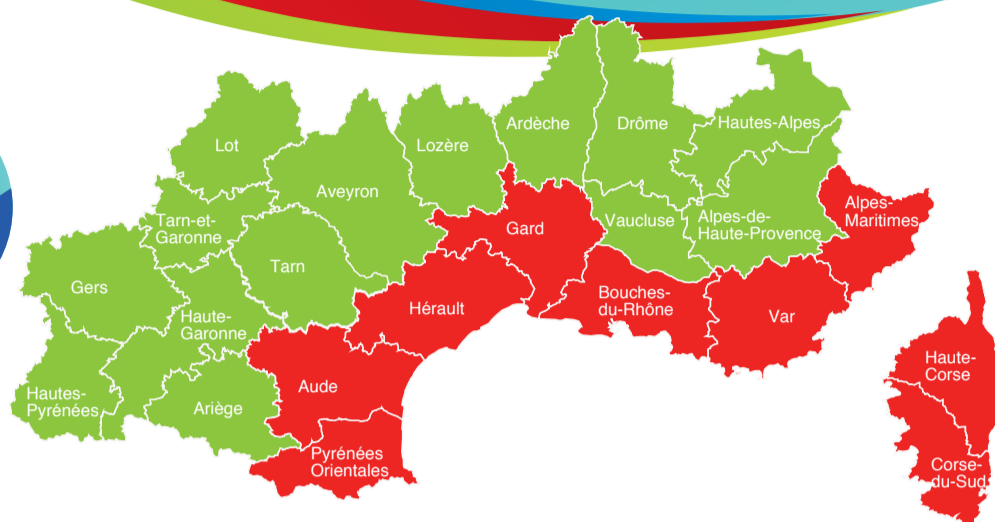 Lot
Tarn-et-
Garonne
Gers
Haute-
Garonne
Hautes-
Pyrénées
Ariège
Tarn
Aveyron
Lozère
Ardèche
Drôme
Hautes-Alpes
Vaucluse
Alpes-de-
Haute-Provence
Alpes-
Maritimes
Gard
Hérault
Bouches-
du-Rhône
Var
Aude
Pyrénées
Orientales
Haute-
Corse
Corse-
du-Sud